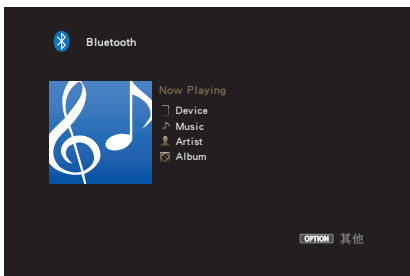 Bluetooth
Now Playing
Device
Music
Artist
Album
OPTION 其他